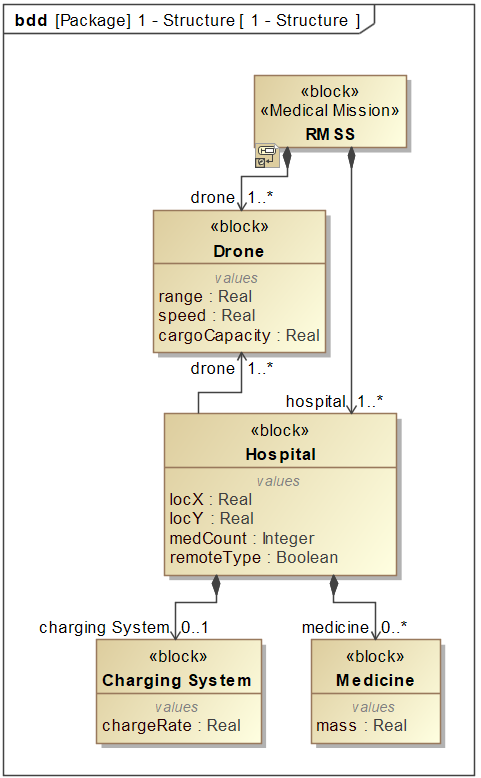 bdd [Package] 1 - Structure [ 1 - Structure ]
«block»
«Medical Mission»
RMSS
drone 1..*
«block»
Drone
values
range : Real
speed : Real
cargoCapacity : Real
drone 1..*
hospital 1..*
«block»
Hospital
values
locX : Real
locY : Real
medCount : Integer
remoteType : Boolean
charging System 0..1
medicine 0..*
«block»
Charging System
values
chargeRate : Real
«block»
Medicine
values
mass : Real